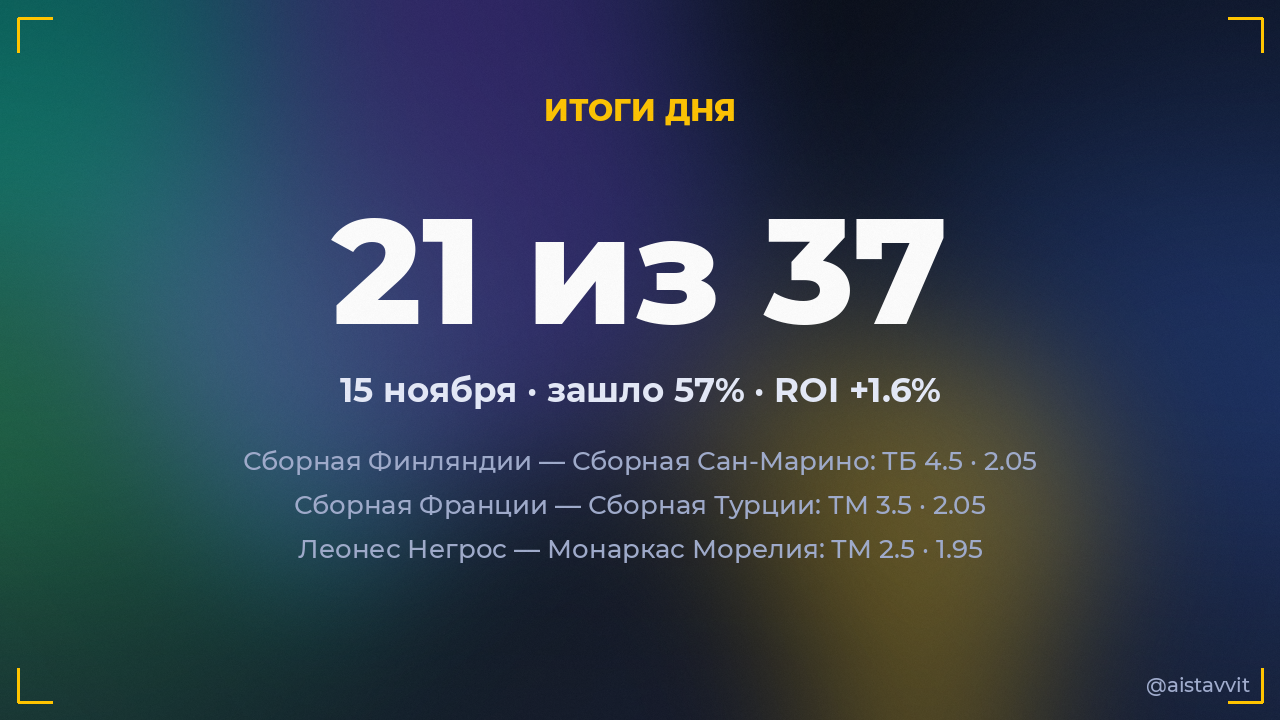 ИТОГИ ДНЯ
21 из 37
15 ноября · зашло 57% · ROI +1.6%
Сборная Финляндии — Сборная Сан-Марино: ТБ 4.5 · 2.05
Сборная Франции — Сборная Турции: ТМ 3.5 · 2.05
Леонес Негрос — Монаркас Морелия: ТМ 2.5 · 1.95
@aistavvit